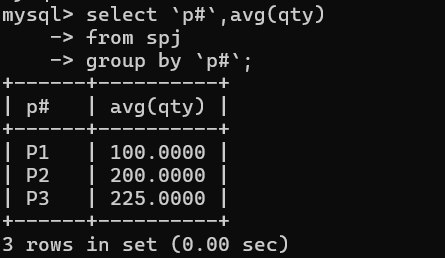 mysql> select `p#`,avg(qty)
    -> from spj
    -> group by `p#`;
+------+----------+
| p#   | avg(qty) |
+------+----------+
| P1   | 100.0000 |
| P2   | 200.0000 |
| P3   | 225.0000 |
+------+----------+
3 rows in set (0.00 sec)